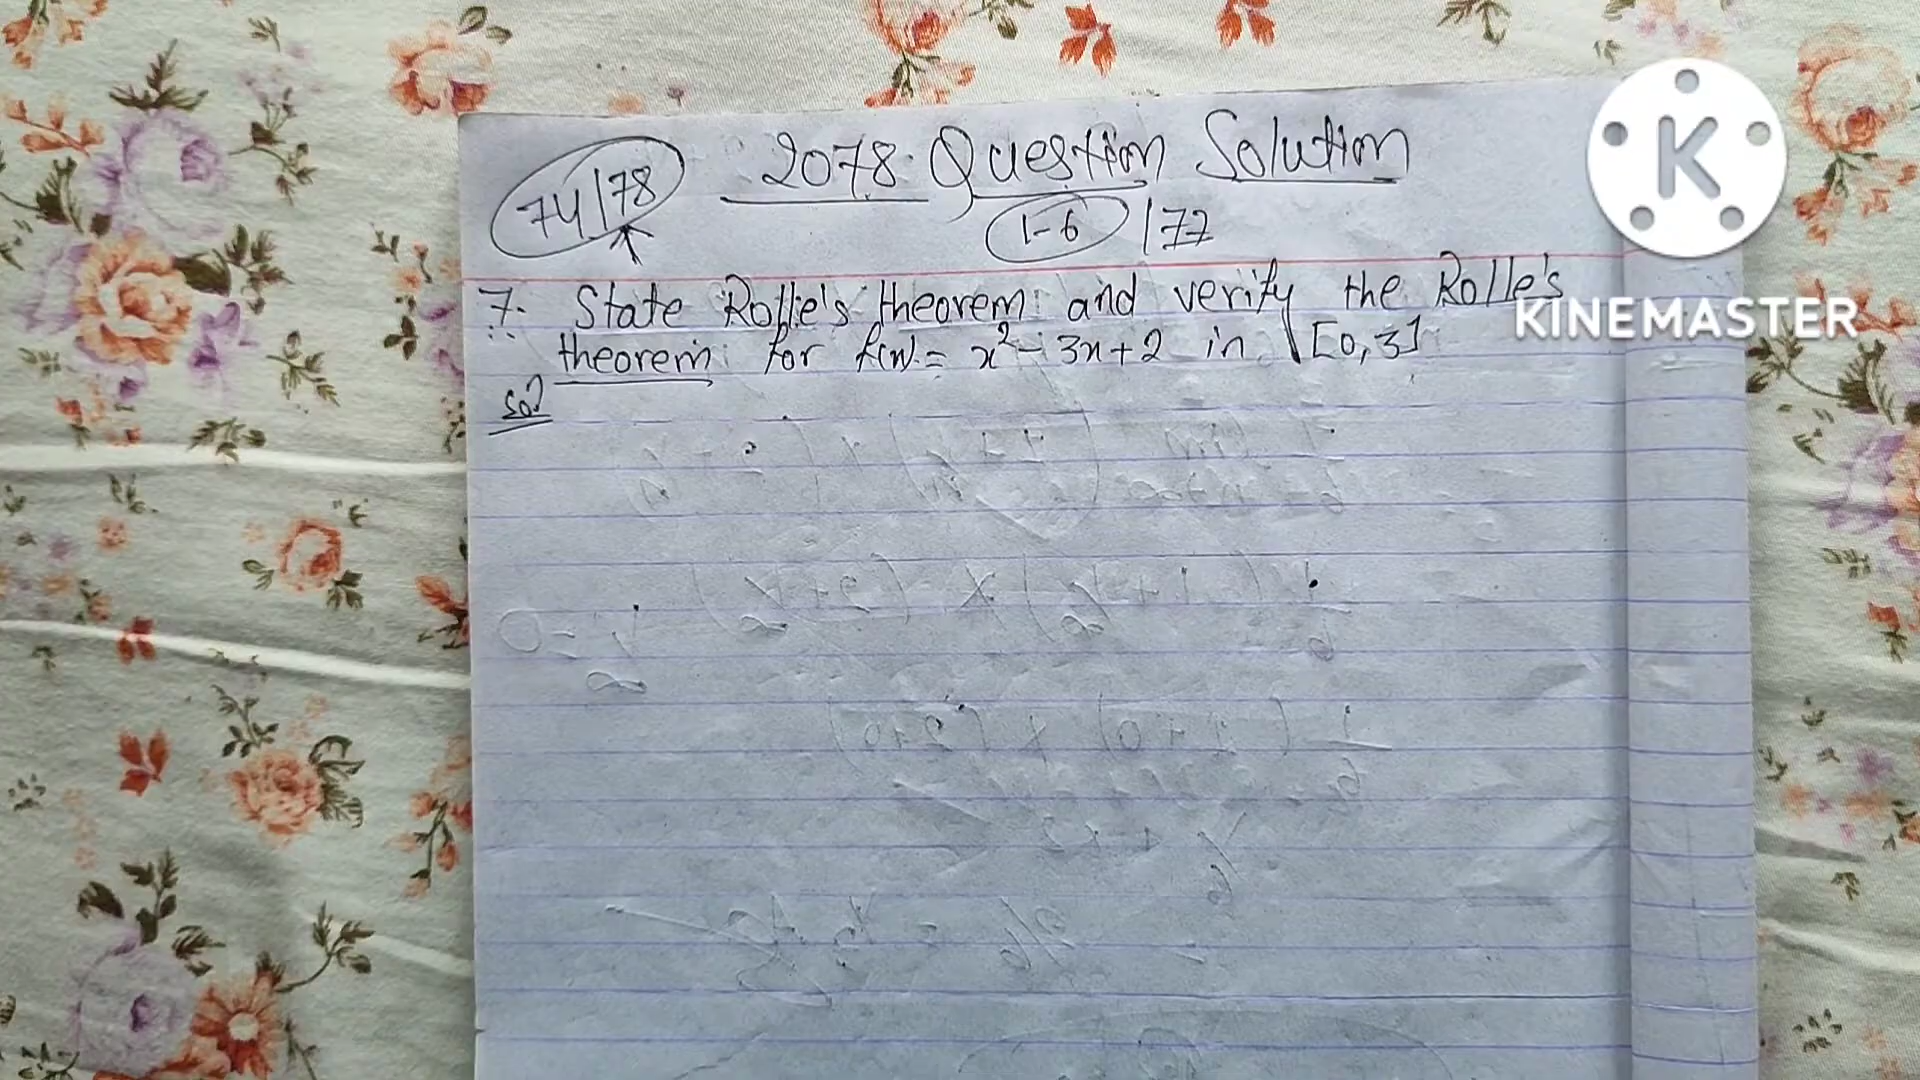 74/78 2078 Question Solution
1-6 /77
7. State Rolle's theorem and verify the Rolle's
theorem for f(x) = x² - 3x + 2 in [0,3]
Solⁿ
K
KINEMASTER